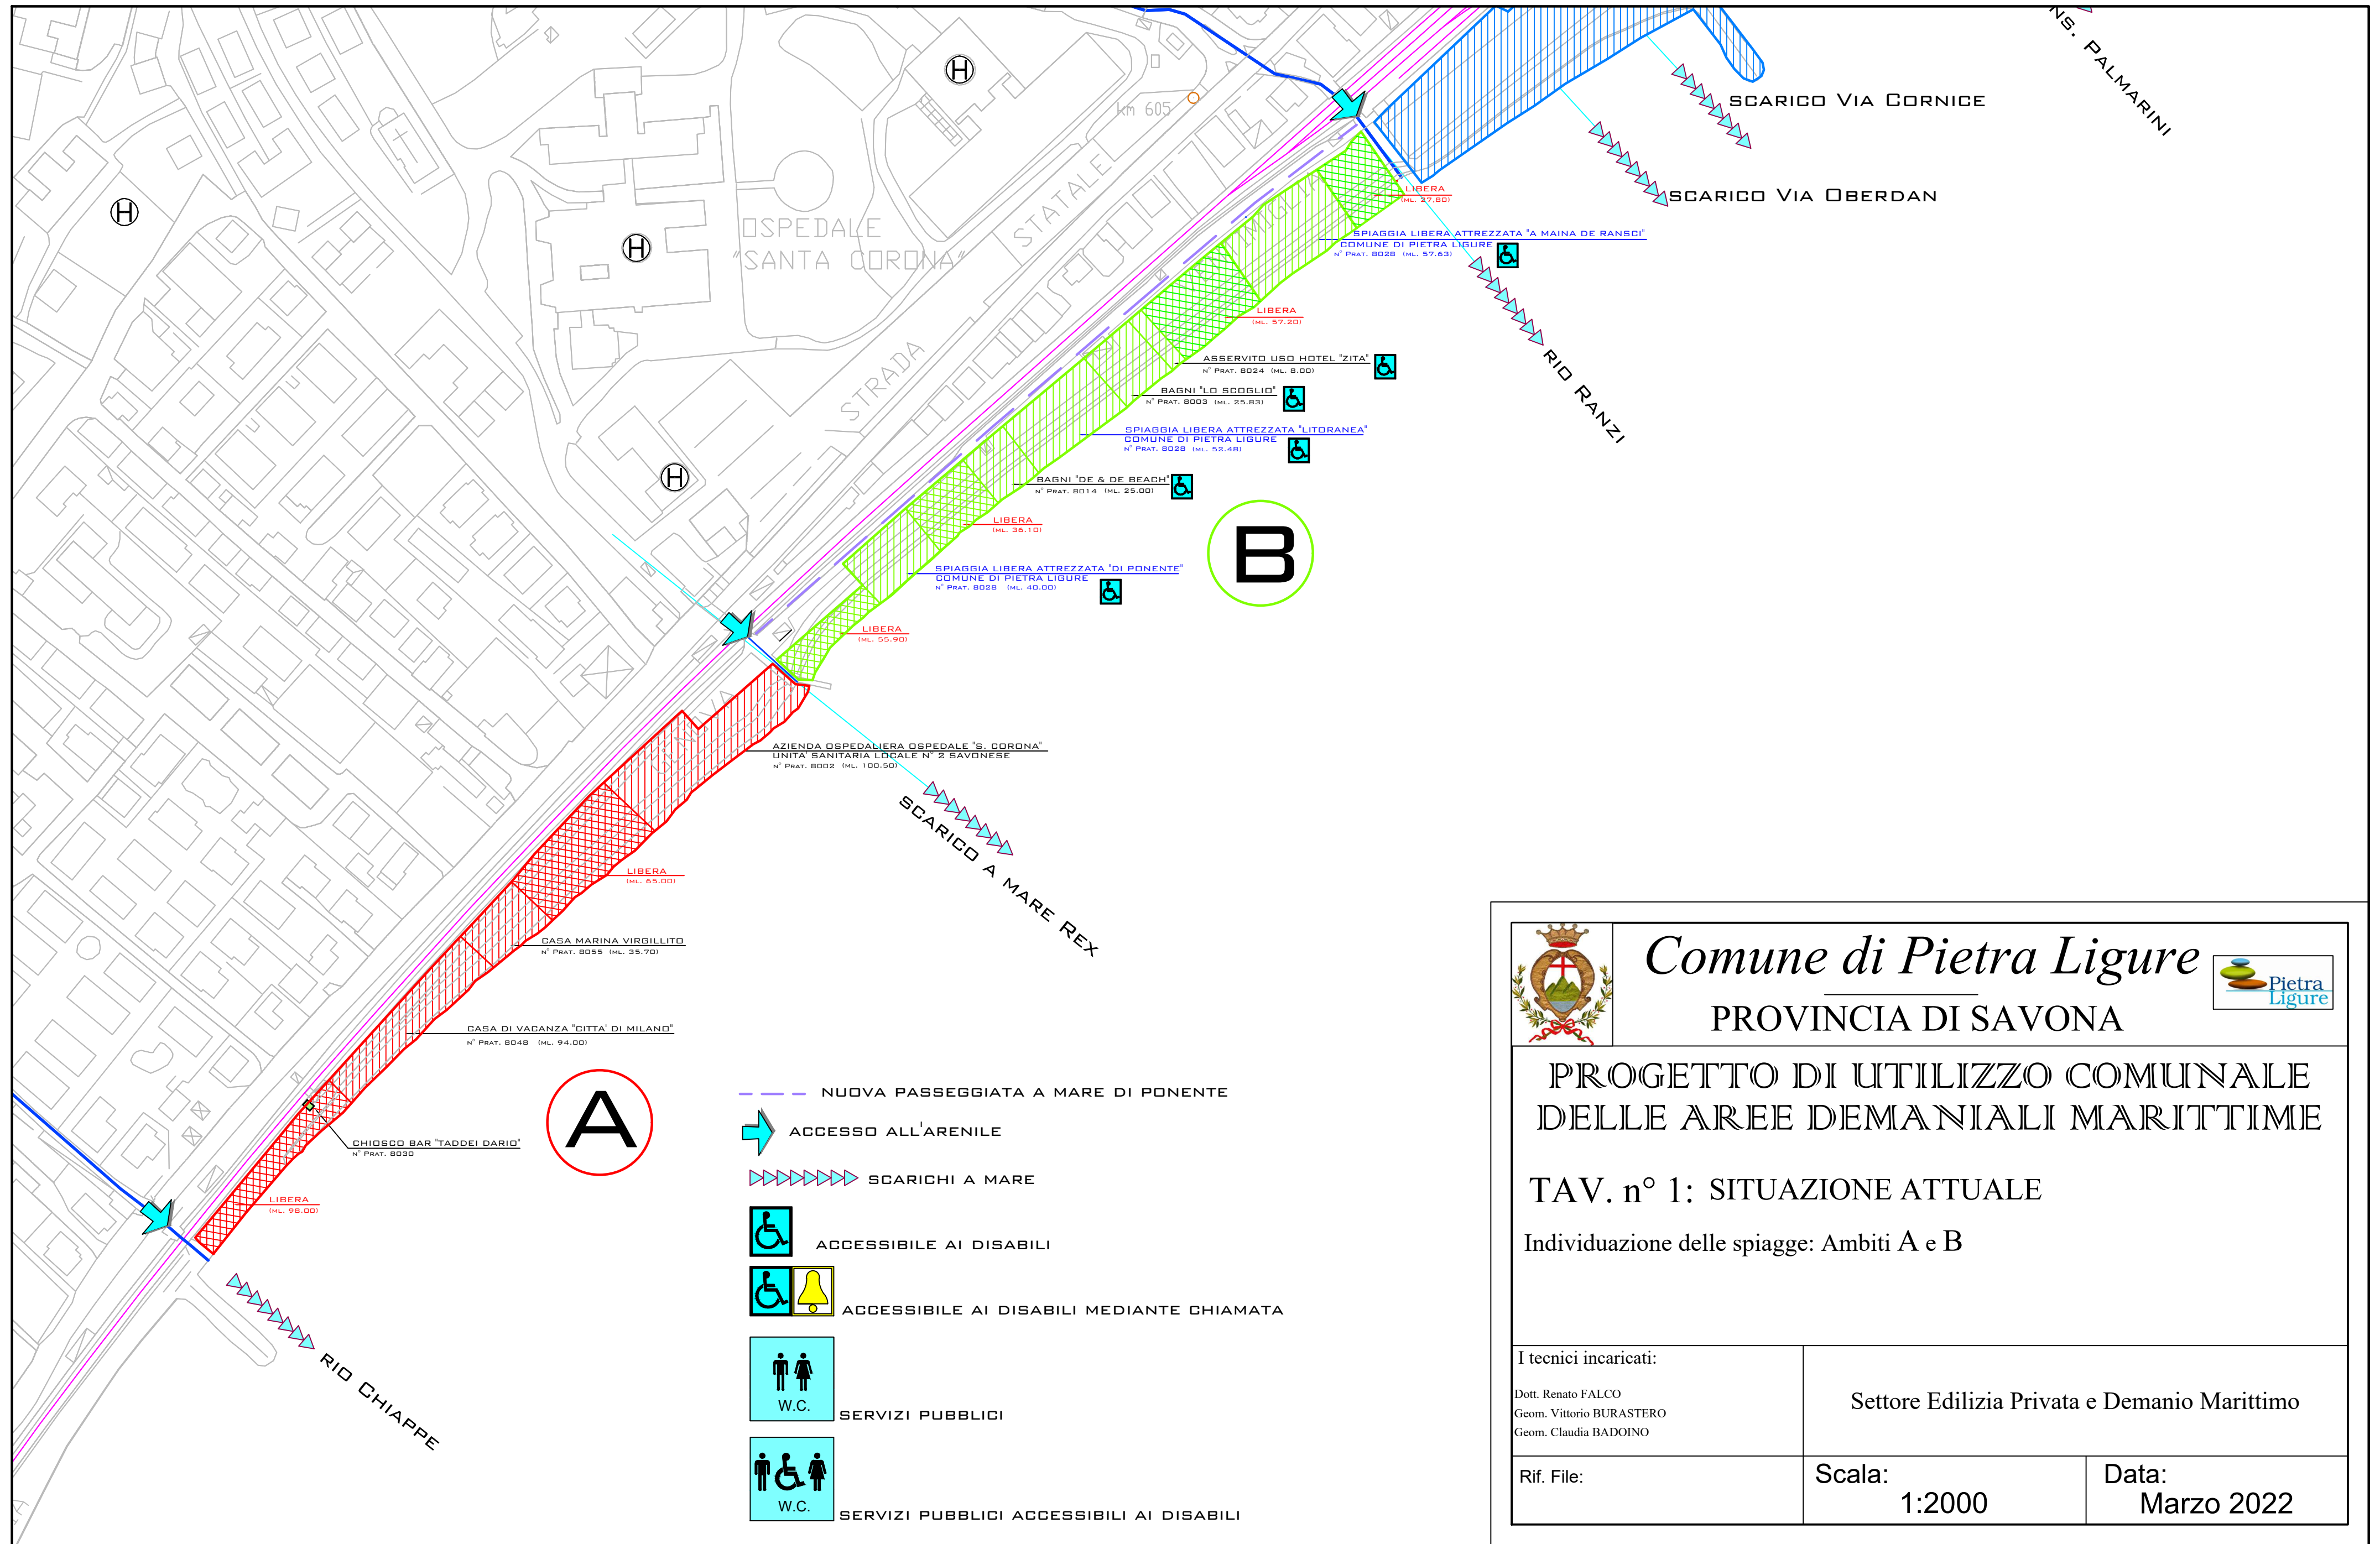 NS. PALMARINI
SCARICO VIA CORNICE
SCARICO VIA OBERDAN
km 605
OSPEDALE
"SANTA CORONA"
STATALE
STRADA
LIBERA
(ML. 27.80)
SPIAGGIA LIBERA ATTREZZATA "A MAINA DE RANSCI"
COMUNE DI PIETRA LIGURE
N° PRAT. 8028 (ML. 57.63)
LIBERA
(ML. 57.20)
RIO RANZI
ASSERVITO USO HOTEL "ZITA"
N° PRAT. 8024 (ML. 8.00)
BAGNI "LO SCOGLIO"
N° PRAT. 8003 (ML. 25.83)
SPIAGGIA LIBERA ATTREZZATA "LITORANEA"
COMUNE DI PIETRA LIGURE
N° PRAT. 8028 (ML. 52.48)
BAGNI "DE & DE BEACH"
N° PRAT. 8014 (ML. 25.00)
LIBERA
(ML. 36.10)
B
SPIAGGIA LIBERA ATTREZZATA "DI PONENTE"
COMUNE DI PIETRA LIGURE
N° PRAT. 8028 (ML. 40.00)
LIBERA
(ML. 55.90)
AZIENDA OSPEDALIERA OSPEDALE "S. CORONA"
UNITA' SANITARIA LOCALE N° 2 SAVONESE
N° PRAT. 8002 (ML. 100.50)
SCARICO A MARE REX
LIBERA
(ML. 65.00)
CASA MARINA VIRGILLITO
N° PRAT. 8055 (ML. 35.70)
CASA DI VACANZA "CITTA' DI MILANO"
N° PRAT. 8048 (ML. 94.00)
A
CHIOSCO BAR "TADDEI DARIO"
N° PRAT. 8030
LIBERA
(ML. 98.00)
RIO CHIAPPE
H
H
H
H
NUOVA PASSEGGIATA A MARE DI PONENTE
ACCESSO ALL'ARENILE
SCARICHI A MARE
ACCESSIBILE AI DISABILI
ACCESSIBILE AI DISABILI MEDIANTE CHIAMATA
W.C.
SERVIZI PUBBLICI
W.C.
SERVIZI PUBBLICI ACCESSIBILI AI DISABILI
Comune di Pietra Ligure
Pietra
Ligure
PROVINCIA DI SAVONA
PROGETTO DI UTILIZZO COMUNALE
DELLE AREE DEMANIALI MARITTIME
TAV. n° 1: SITUAZIONE ATTUALE
Individuazione delle spiagge: Ambiti A e B
I tecnici incaricati:
Dott. Renato FALCO
Geom. Vittorio BURASTERO
Geom. Claudia BADOINO
Settore Edilizia Privata e Demanio Marittimo
Rif. File:
Scala:
1:2000
Data:
Marzo 2022